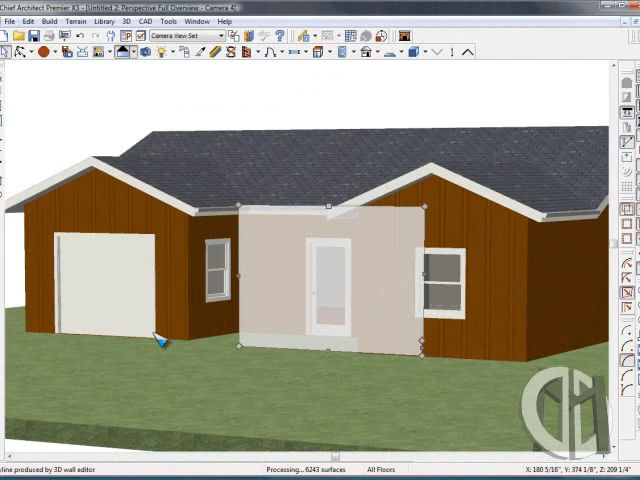 Chief Architect Premier X3 - [Untitled 2: Perspective Full Overview - Camera 4]
File Edit Build Terrain Library 3D CAD Tools Window Help
Camera View Set
yline produced by 3D wall editor
Processing... 6243 surfaces
All Floors
X: 180 5/16", Y: 374 1/8", Z: 209 1/4"